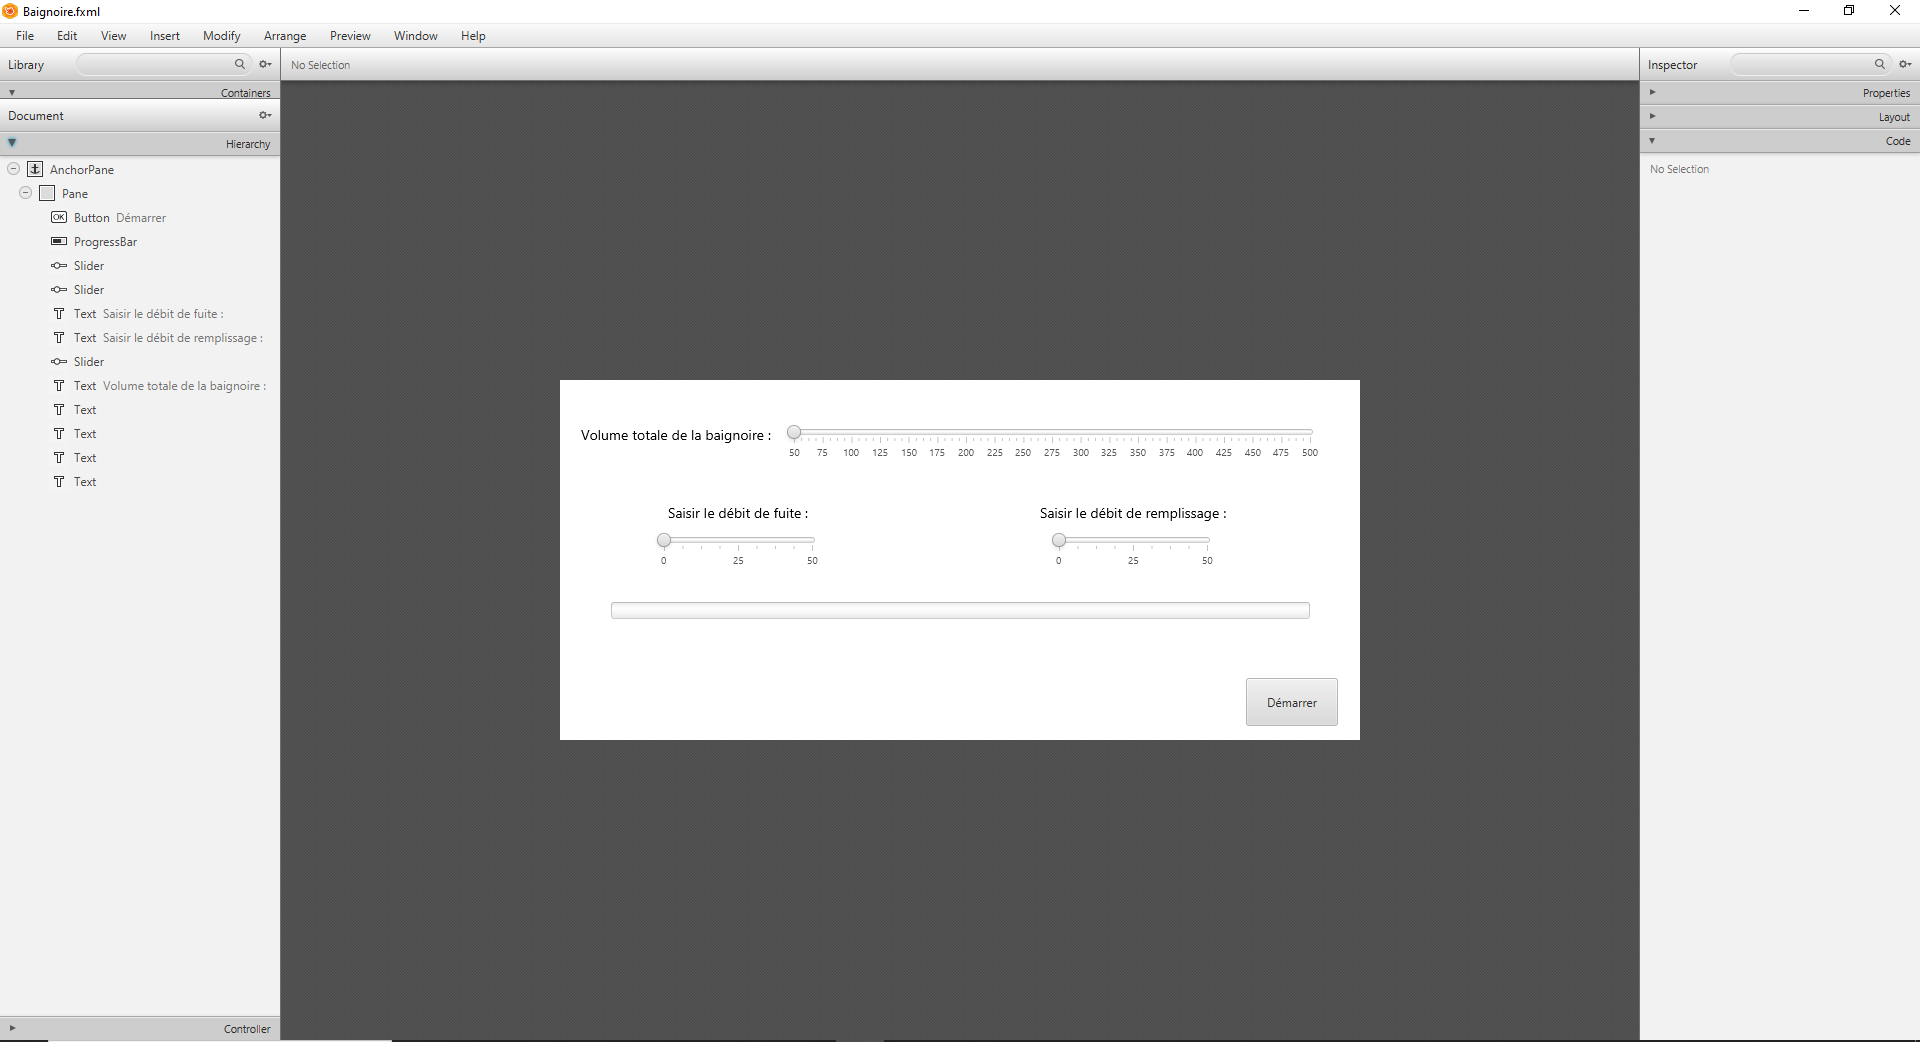 Baignoire.fxml
File Edit View Insert Modify Arrange Preview Window Help
Library
No Selection
Inspector
Containers
Document
Hierarchy
AnchorPane
Pane
Button Démarrer
ProgressBar
Slider
Slider
Text Saisir le débit de fuite :
Text Saisir le débit de remplissage :
Slider
Text Volume totale de la baignoire :
Text
Text
Text
Text
Controller
Volume totale de la baignoire :
50 75 100 125 150 175 200 225 250 275 300 325 350 375 400 425 450 475 500
Saisir le débit de fuite :
0 25 50
Saisir le débit de remplissage :
0 25 50
Démarrer
Properties
Layout
Code
No Selection